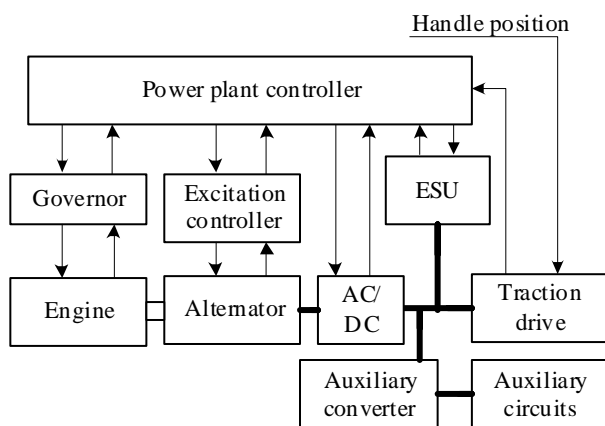 Handle position
Power plant controller
Governor
Excitation
controller
ESU
Engine
Alternator
AC/
DC
Traction
drive
Auxiliary
converter
Auxiliary
circuits